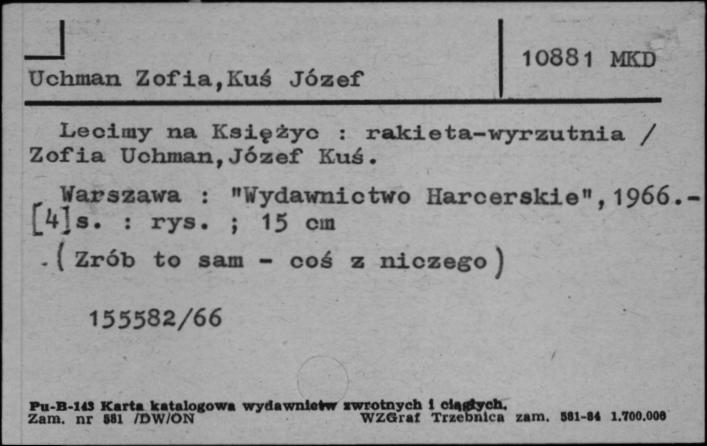 10881 MKD
Uchman Zofia,Kuś Józef
Lecimy na Księżyc : rakieta-wyrzutnia /
Zofia Uchman,Józef Kuś.
Warszawa : "Wydawnictwo Harcerskie",1966.-
[4]s. : rys. ; 15 cm
(Zrób to sam - coś z niczego)
155582/66
Pu-B-143 Karta katalogowa wydawnictw zwrotnych i ciągłych.
Zam. nr 581 /DW/ON WZGraf Trzebnica zam. 581-84 1.700.000